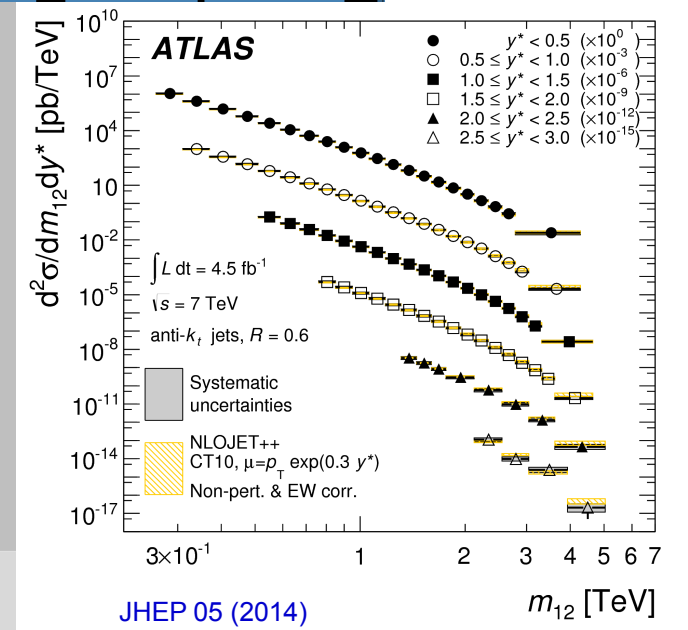 ATLAS
y* < 0.5 (×10⁰)
0.5 ≤ y* < 1.0 (×10⁻³)
1.0 ≤ y* < 1.5 (×10⁻⁶)
1.5 ≤ y* < 2.0 (×10⁻⁹)
2.0 ≤ y* < 2.5 (×10⁻¹²)
2.5 ≤ y* < 3.0 (×10⁻¹⁵)
d²σ/dm₁₂dy* [pb/TeV]
10¹⁰
10⁷
10⁴
10
10⁻²
10⁻⁵
10⁻⁸
10⁻¹¹
10⁻¹⁴
10⁻¹⁷
∫L dt = 4.5 fb⁻¹
√s = 7 TeV
anti-kₜ jets, R = 0.6
Systematic
uncertainties
NLOJET++
CT10, μ=p_T exp(0.3 y*)
Non-pert. & EW corr.
3×10⁻¹ 1 2 3 4 5 6 7
m₁₂ [TeV]
JHEP 05 (2014)